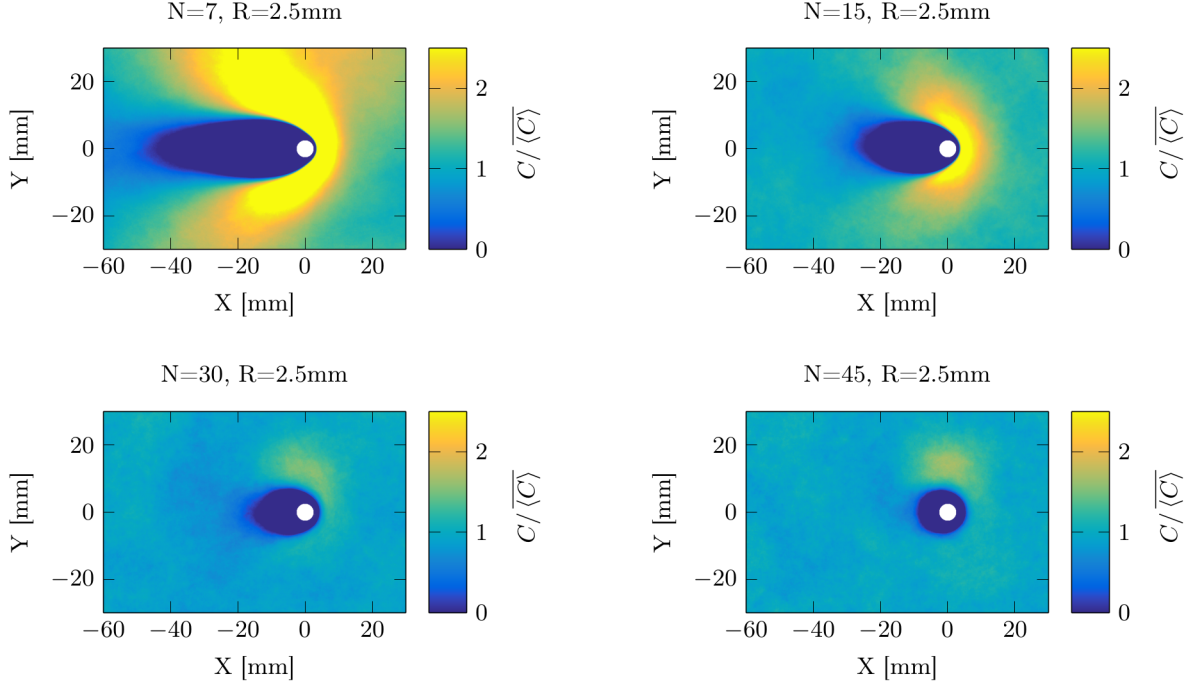 N=7, R=2.5mm
20
0
−20
Y [mm]
−60 −40 −20 0 20
X [mm]
2
1
0
C/⟨C⟩
N=15, R=2.5mm
20
0
−20
Y [mm]
−60 −40 −20 0 20
X [mm]
2
1
0
C/⟨C⟩
N=30, R=2.5mm
20
0
−20
Y [mm]
−60 −40 −20 0 20
X [mm]
2
1
0
C/⟨C⟩
N=45, R=2.5mm
20
0
−20
Y [mm]
−60 −40 −20 0 20
X [mm]
2
1
0
C/⟨C⟩